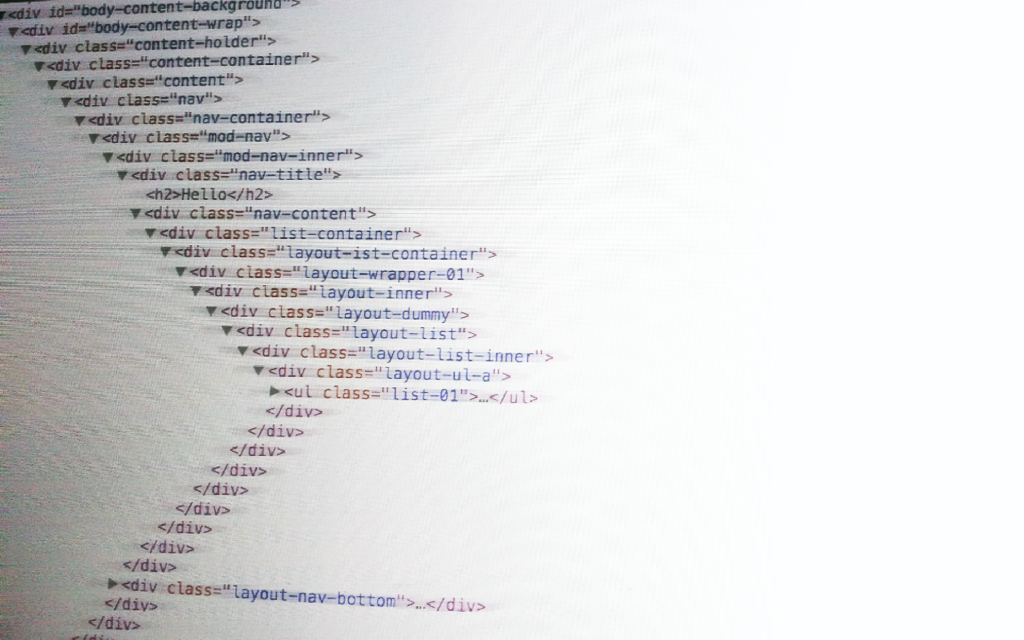 ▼<div id="body-content-background">
▼<div id="body-content-wrap">
▼<div class="content-holder">
▼<div class="content-container">
▼<div class="content">
▼<div class="nav">
▼<div class="nav-container">
▼<div class="mod-nav">
▼<div class="mod-nav-inner">
▼<div class="nav-title">
<h2>Hello</h2>
▼<div class="nav-content">
▼<div class="list-container">
▼<div class="layout-ist-container">
▼<div class="layout-wrapper-01">
▼<div class="layout-inner">
▼<div class="layout-dummy">
▼<div class="layout-list">
▼<div class="layout-list-inner">
▼<div class="layout-ul-a">
▶<ul class="list-01">…</ul>
</div>
</div>
</div>
</div>
</div>
</div>
</div>
</div>
</div>
▶<div class="layout-nav-bottom">…</div>
</div>
</div>
</div>